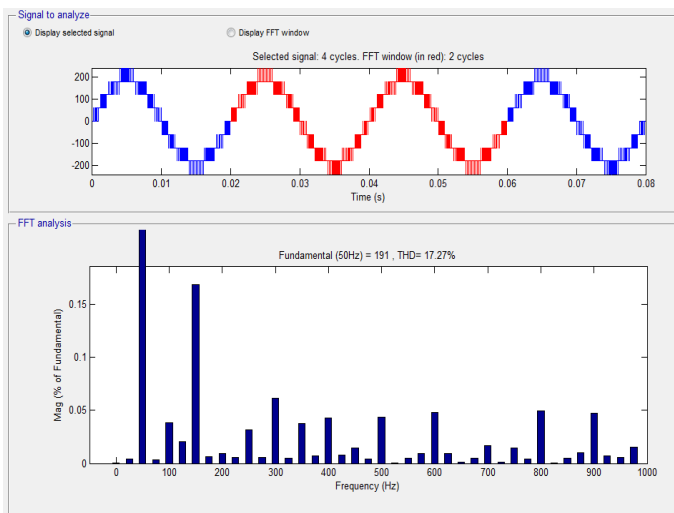 Signal to analyze
Display selected signal Display FFT window
Selected signal: 4 cycles. FFT window (in red): 2 cycles
200
100
0
-100
-200
0 0.01 0.02 0.03 0.04 0.05 0.06 0.07 0.08
Time (s)
FFT analysis
Fundamental (50Hz) = 191 , THD= 17.27%
Mag (% of Fundamental)
0.15
0.1
0.05
0
0 100 200 300 400 500 600 700 800 900 1000
Frequency (Hz)